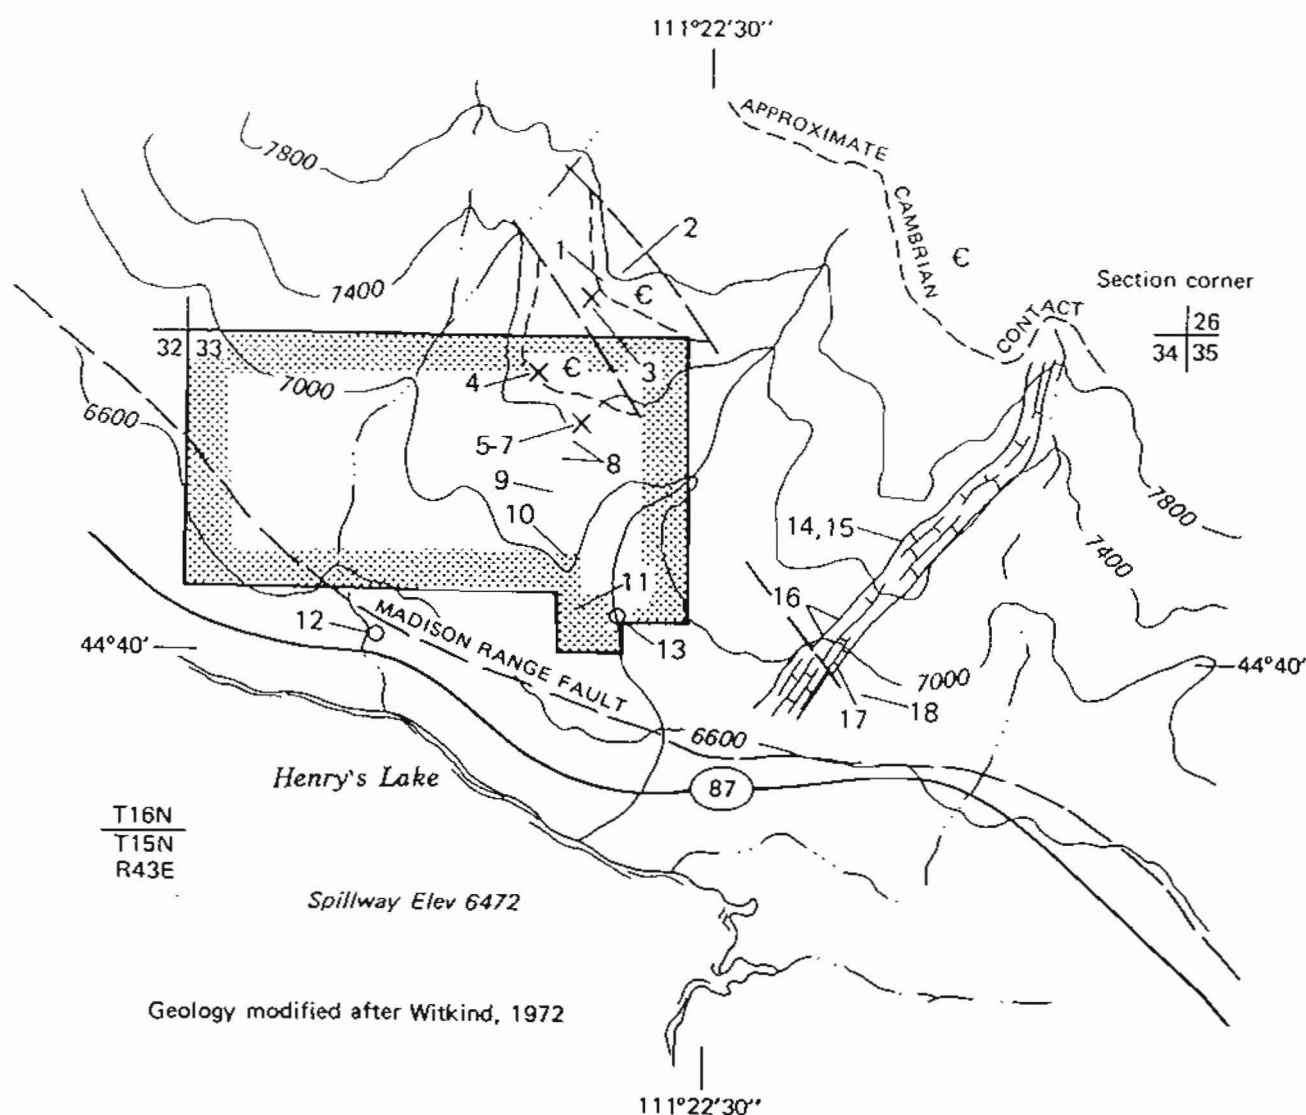 111°22'30"
APPROXIMATE
7800
CAMBRIAN
Є
2
1
Є
Section corner
26
34 35
7400
CONTACT
32 33
Є
3
4
7000
6600
5-7
8
9
10
7800
14,15
7400
11
16
MADISON RANGE FAULT
12
13
44°40'
44°40'
7000
18
17
6600
Henry's Lake
87
T16N
T15N
R43E
Spillway Elev 6472
Geology modified after Witkind, 1972
111°22'30"